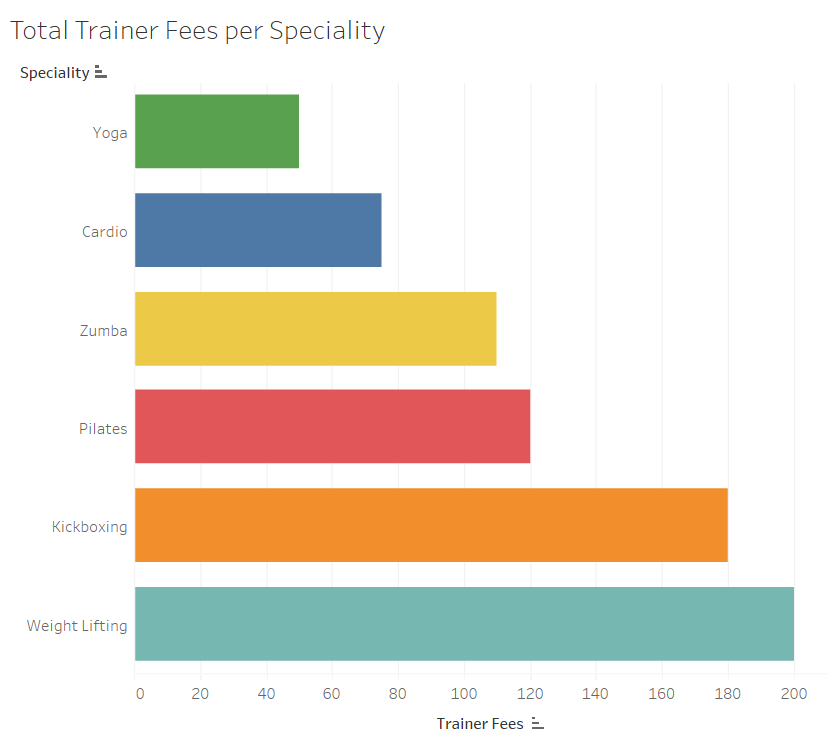 Total Trainer Fees per Speciality
Speciality
Yoga
Cardio
Zumba
Pilates
Kickboxing
Weight Lifting
0 20 40 60 80 100 120 140 160 180 200
Trainer Fees